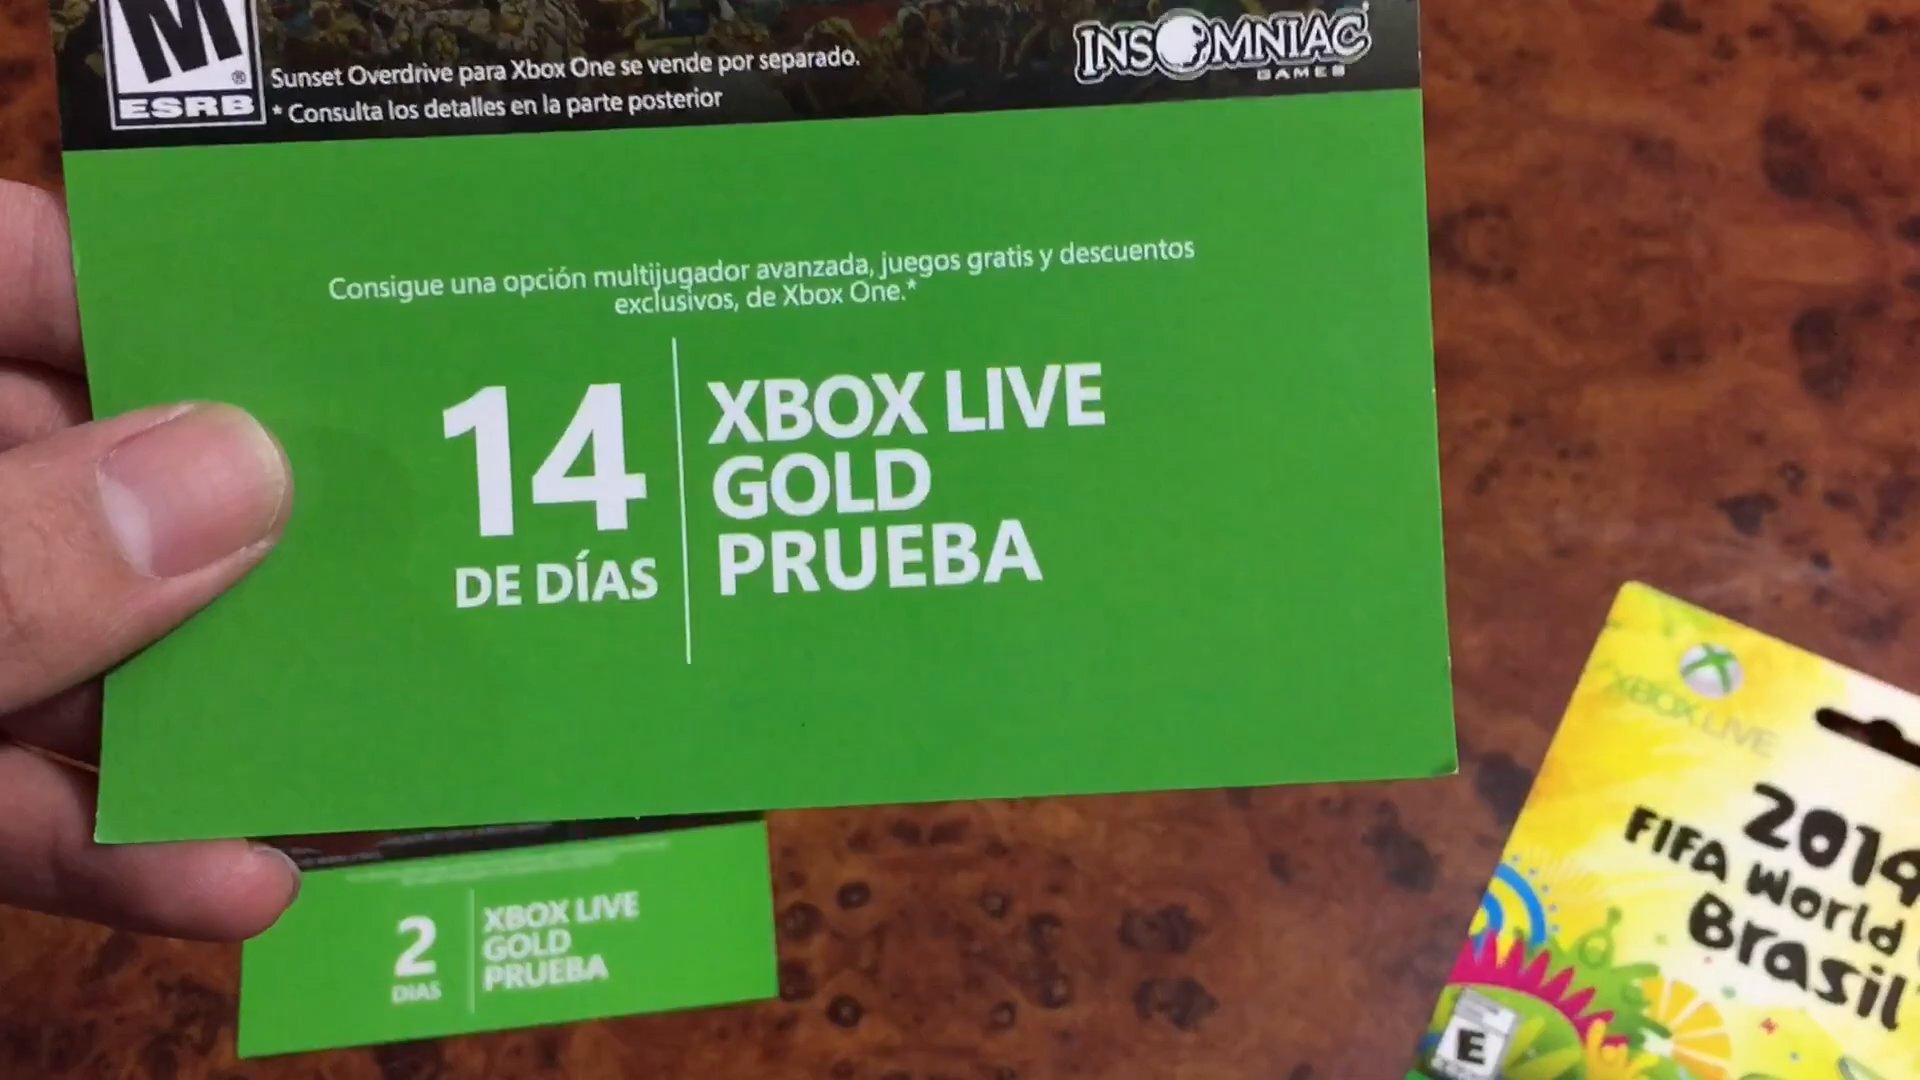 M
ESRB
Sunset Overdrive para Xbox One se vende por separado.
* Consulta los detalles en la parte posterior
INSOMNIAC
GAMES
Consigue una opción multijugador avanzada, juegos gratis y descuentos
exclusivos, de Xbox One.*
14
DE DÍAS
XBOX LIVE
GOLD
PRUEBA
2
DIAS
XBOX LIVE
GOLD
PRUEBA
XBOX LIVE
2014
FIFA World
Brasil
E